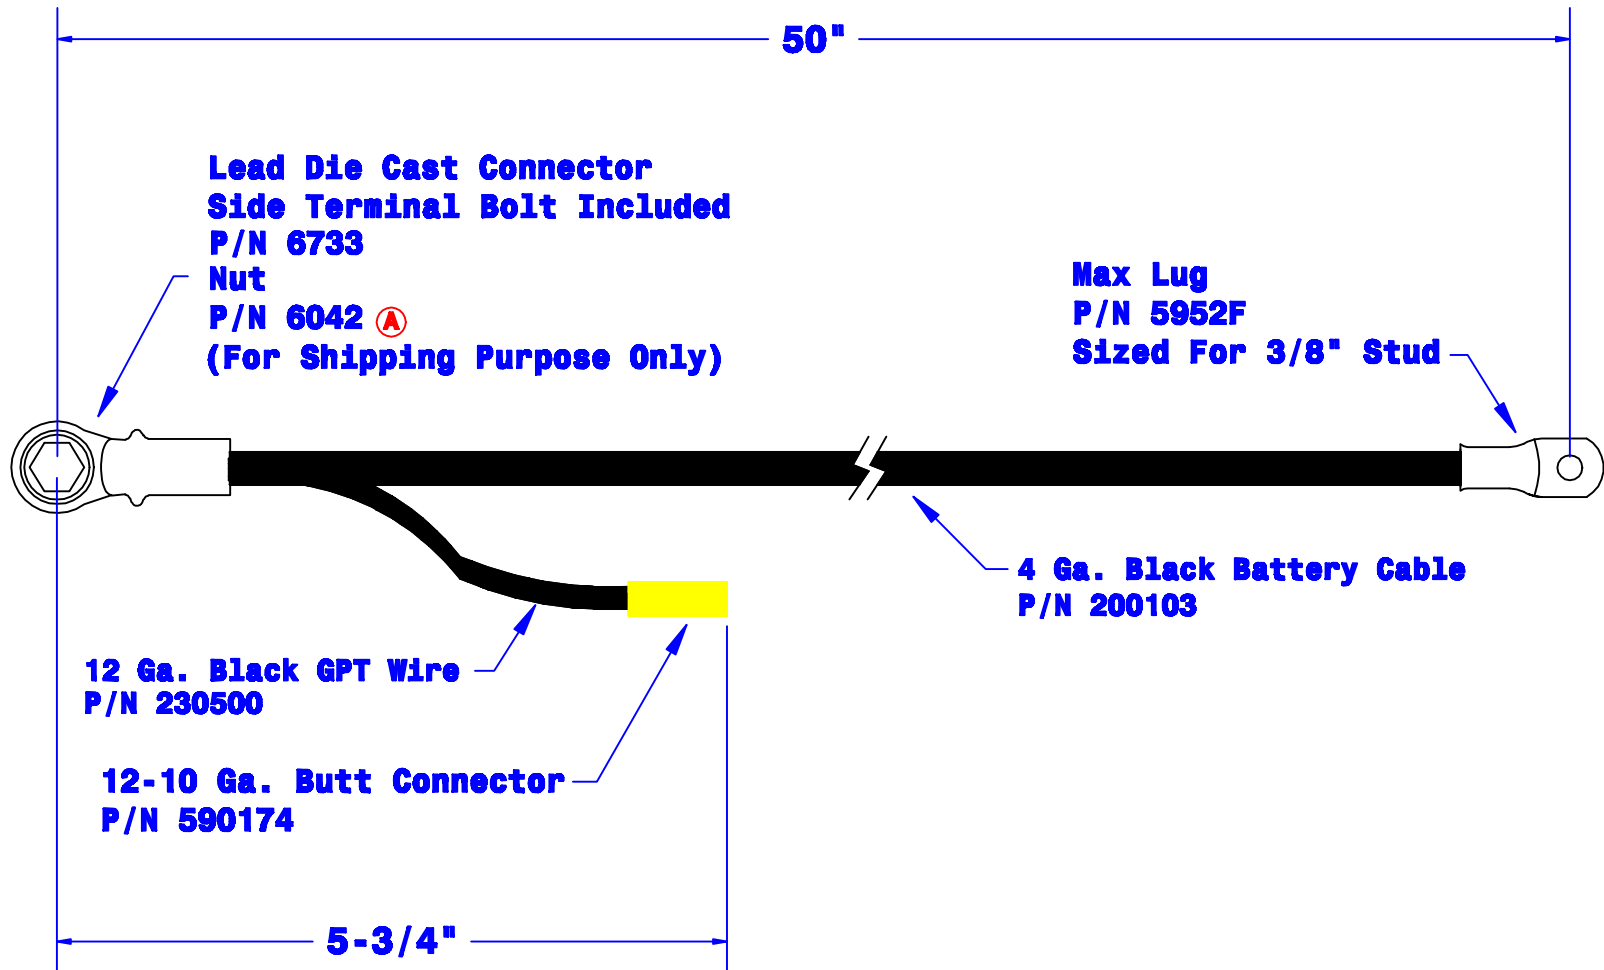 50"
Lead Die Cast Connector
Side Terminal Bolt Included
P/N 6733
Nut
P/N 6042 A
(For Shipping Purpose Only)
Max Lug
P/N 5952F
Sized For 3/8" Stud
4 Ga. Black Battery Cable
P/N 200103
12 Ga. Black GPT Wire
P/N 230500
12-10 Ga. Butt Connector
P/N 590174
5-3/4"